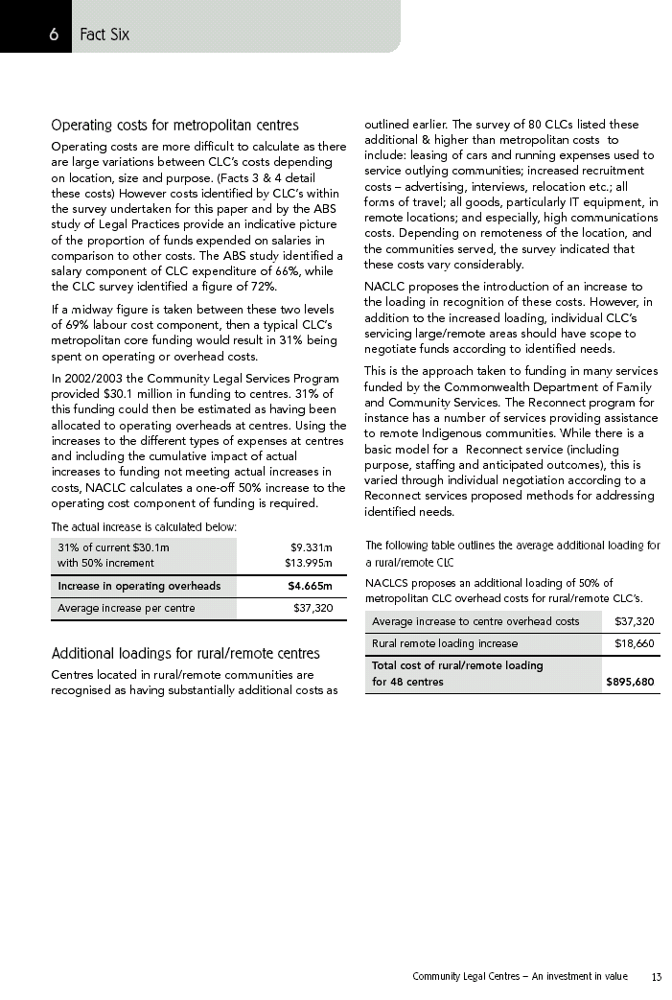 6 Fact Six
Operating costs for metropolitan centres
Operating costs are more difficult to calculate as there
are large variations between CLC's costs depending
on location, size and purpose. (Facts 3 & 4 detail
these costs) However costs identified by CLC's within
the survey undertaken for this paper and by the ABS
study of Legal Practices provide an indicative picture
of the proportion of funds expended on salaries in
comparison to other costs. The ABS study identified a
salary component of CLC expenditure of 66%, while
the CLC survey identified a figure of 72%.
If a midway figure is taken between these two levels
of 69% labour cost component, then a typical CLC's
metropolitan core funding would result in 31% being
spent on operating or overhead costs.
In 2002/2003 the Community Legal Services Program
provided $30.1 million in funding to centres. 31% of
this funding could then be estimated as having been
allocated to operating overheads at centres. Using the
increases to the different types of expenses at centres
and including the cumulative impact of actual
increases to funding not meeting actual increases in
costs, NACLC calculates a one-off 50% increase to the
operating cost component of funding is required.
The actual increase is calculated below:
31% of current $30.1m $9.331m
with 50% increment $13.995m
Increase in operating overheads $4.665m
Average increase per centre $37,320
Additional loadings for rural/remote centres
Centres located in rural/remote communities are
recognised as having substantially additional costs as
outlined earlier. The survey of 80 CLCs listed these
additional & higher than metropolitan costs to
include: leasing of cars and running expenses used to
service outlying communities; increased recruitment
costs – advertising, interviews, relocation etc.; all
forms of travel; all goods, particularly IT equipment, in
remote locations; and especially, high communications
costs. Depending on remoteness of the location, and
the communities served, the survey indicated that
these costs vary considerably.
NACLC proposes the introduction of an increase to
the loading in recognition of these costs. However, in
addition to the increased loading, individual CLC's
servicing large/remote areas should have scope to
negotiate funds according to identified needs.
This is the approach taken to funding in many services
funded by the Commonwealth Department of Family
and Community Services. The Reconnect program for
instance has a number of services providing assistance
to remote Indigenous communities. While there is a
basic model for a Reconnect service (including
purpose, staffing and anticipated outcomes), this is
varied through individual negotiation according to a
Reconnect services proposed methods for addressing
identified needs.
The following table outlines the average additional loading for
a rural/remote CLC
NACLCS proposes an additional loading of 50% of
metropolitan CLC overhead costs for rural/remote CLC's.
Average increase to centre overhead costs $37,320
Rural remote loading increase $18,660
Total cost of rural/remote loading
for 48 centres $895,680
Community Legal Centres – An investment in value 13